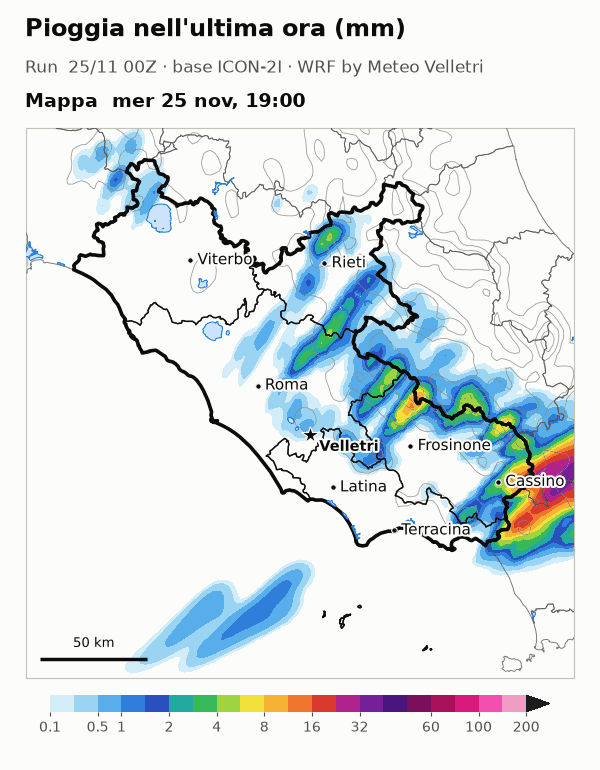 Pioggia nell'ultima ora (mm)
Run 25/11 00Z · base ICON-2I · WRF by Meteo Velletri
Mappa mer 25 nov, 19:00
Viterbo
Rieti
Roma
Velletri
Frosinone
Latina
Cassino
Terracina
50 km
0.1 0.5 1 2 4 8 16 32 60 100 200